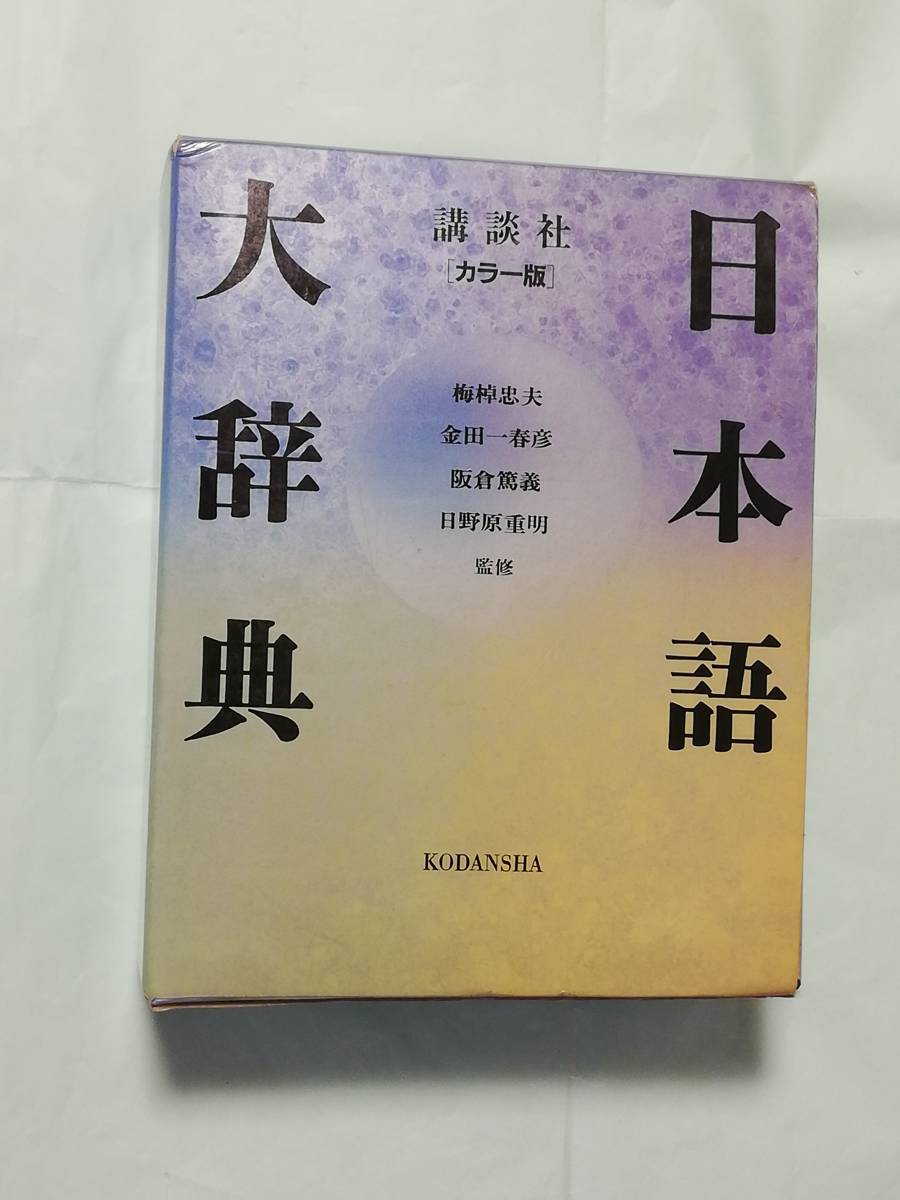 日本語
大辞典
講談社
[カラー版]
梅棹忠夫
金田一春彦
阪倉篤義
日野原重明
監修
KODANSHA